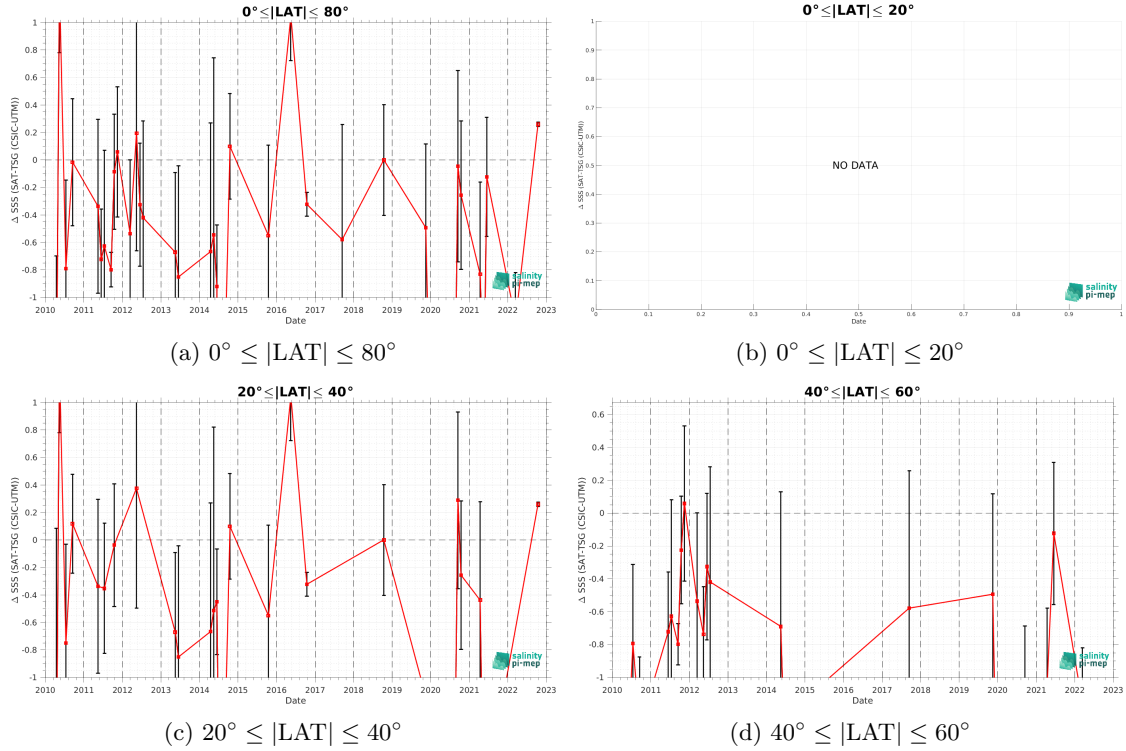 0°≤|LAT|≤ 80°
Δ SSS (SAT-TSG (CSIC-UTM))
1
0.8
0.6
0.4
0.2
0
-0.2
-0.4
-0.6
-0.8
-1
2010 2011 2012 2013 2014 2015 2016 2017 2018 2019 2020 2021 2022 2023
Date
salinity
pi-mep
(a) 0° ≤ |LAT| ≤ 80°
0°≤|LAT|≤ 20°
Δ SSS (SAT-TSG (CSIC-UTM))
1
0.9
0.8
0.7
0.6
0.5
0.4
0.3
0.2
0.1
0
NO DATA
0 0.1 0.2 0.3 0.4 0.5 0.6 0.7 0.8 0.9 1
Date
salinity
pi-mep
(b) 0° ≤ |LAT| ≤ 20°
20°≤|LAT|≤ 40°
Δ SSS (SAT-TSG (CSIC-UTM))
1
0.8
0.6
0.4
0.2
0
-0.2
-0.4
-0.6
-0.8
-1
2010 2011 2012 2013 2014 2015 2016 2017 2018 2019 2020 2021 2022 2023
Date
salinity
pi-mep
(c) 20° ≤ |LAT| ≤ 40°
40°≤|LAT|≤ 60°
Δ SSS (SAT-TSG (CSIC-UTM))
0.6
0.4
0.2
0
-0.2
-0.4
-0.6
-0.8
-1
2010 2011 2012 2013 2014 2015 2016 2017 2018 2019 2020 2021 2022 2023
Date
salinity
pi-mep
(d) 40° ≤ |LAT| ≤ 60°